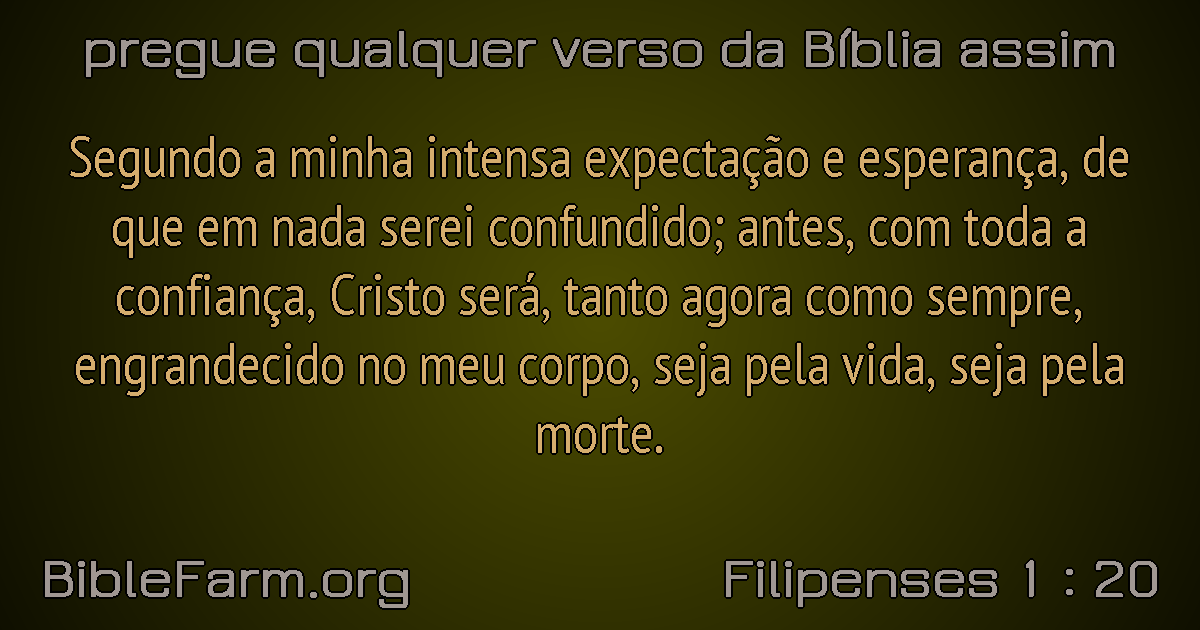 pregue qualquer verso da Bíblia assim
Segundo a minha intensa expectação e esperança, de
que em nada serei confundido; antes, com toda a
confiança, Cristo será, tanto agora como sempre,
engrandecido no meu corpo, seja pela vida, seja pela
morte.
BibleFarm.org
Filipenses 1 : 20